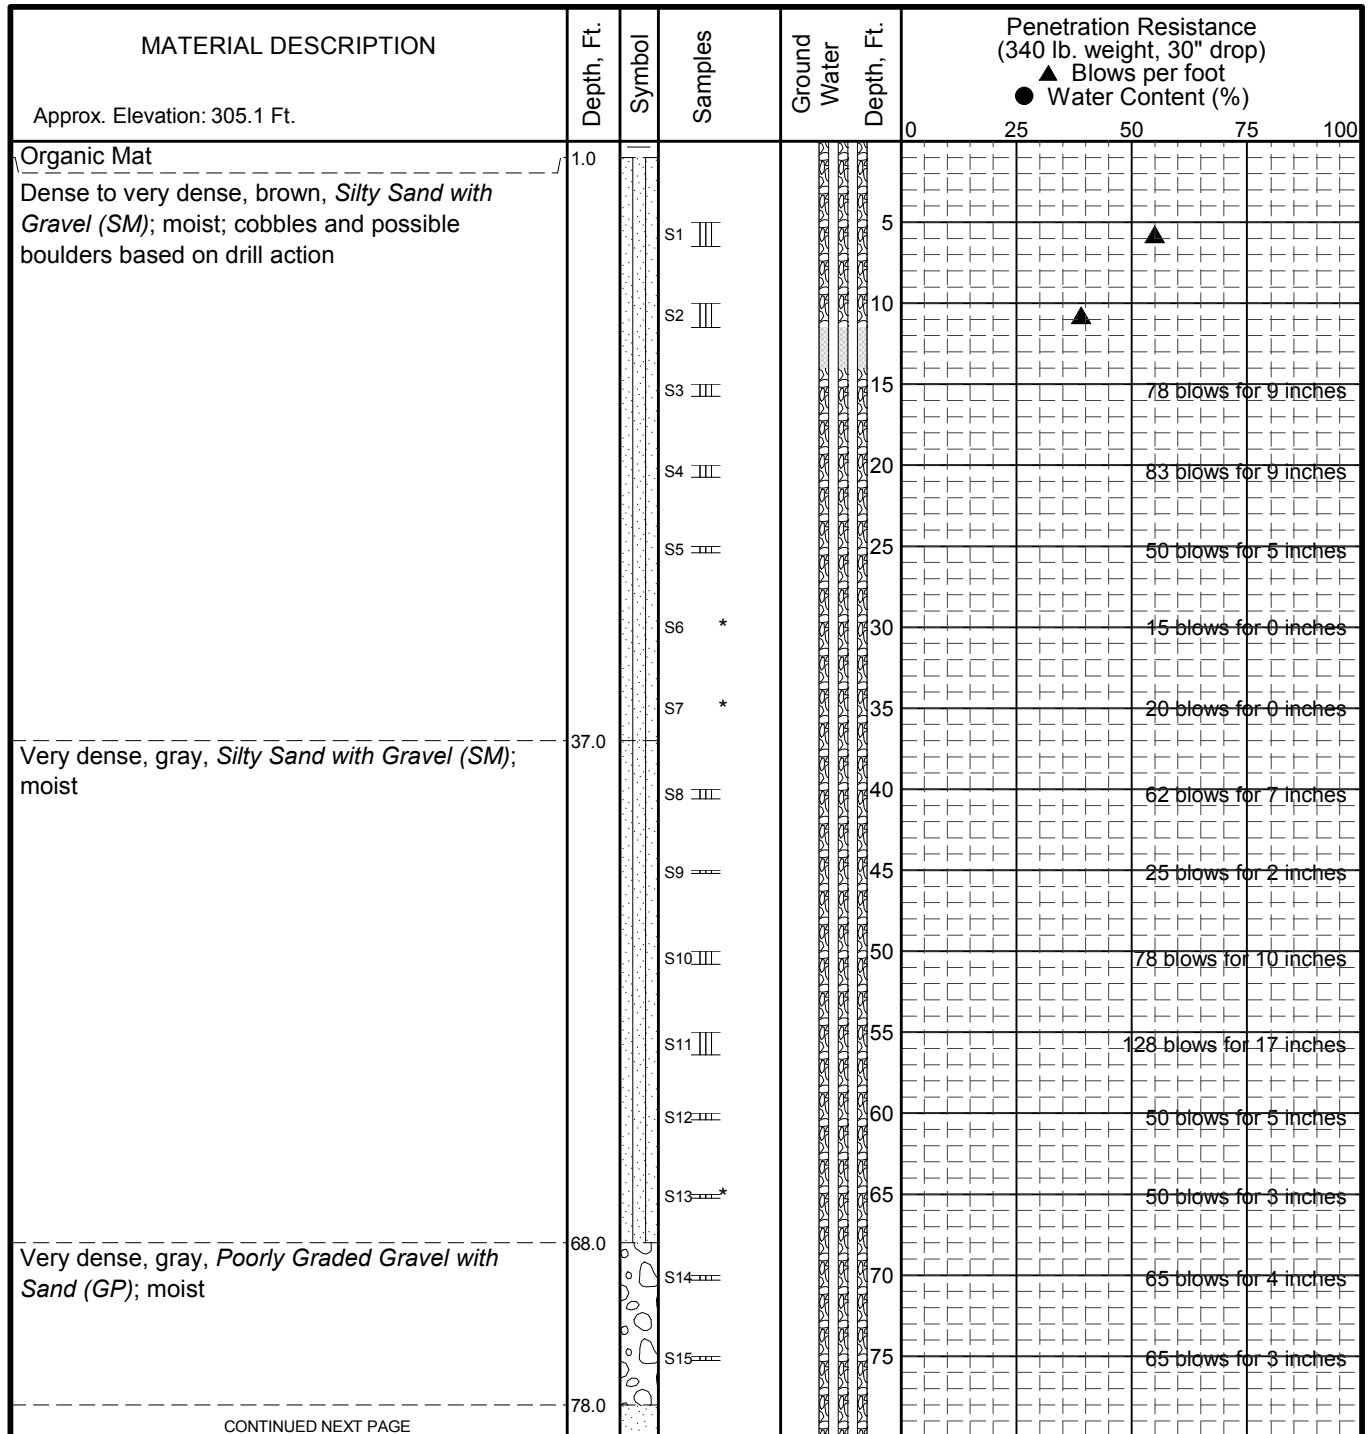 MATERIAL DESCRIPTION
Approx. Elevation: 305.1 Ft.
Depth, Ft.
Symbol
Samples
Ground
Water
Depth, Ft.
Penetration Resistance
(340 lb. weight, 30" drop)
▲ Blows per foot
● Water Content (%)
0 25 50 75 100
Organic Mat
1.0
Dense to very dense, brown, Silty Sand with
Gravel (SM); moist; cobbles and possible
boulders based on drill action
S1
5
S2
10
S3
15
78 blows for 9 inches
S4
20
83 blows for 9 inches
S5
25
50 blows for 5 inches
S6 *
30
15 blows for 0 inches
S7 *
35
20 blows for 0 inches
37.0
Very dense, gray, Silty Sand with Gravel (SM);
moist
S8
40
62 blows for 7 inches
S9
45
25 blows for 2 inches
S10
50
78 blows for 10 inches
S11
55
128 blows for 17 inches
S12
60
50 blows for 5 inches
S13 *
65
50 blows for 3 inches
68.0
Very dense, gray, Poorly Graded Gravel with
Sand (GP); moist
S14
70
65 blows for 4 inches
S15
75
65 blows for 3 inches
78.0
CONTINUED NEXT PAGE